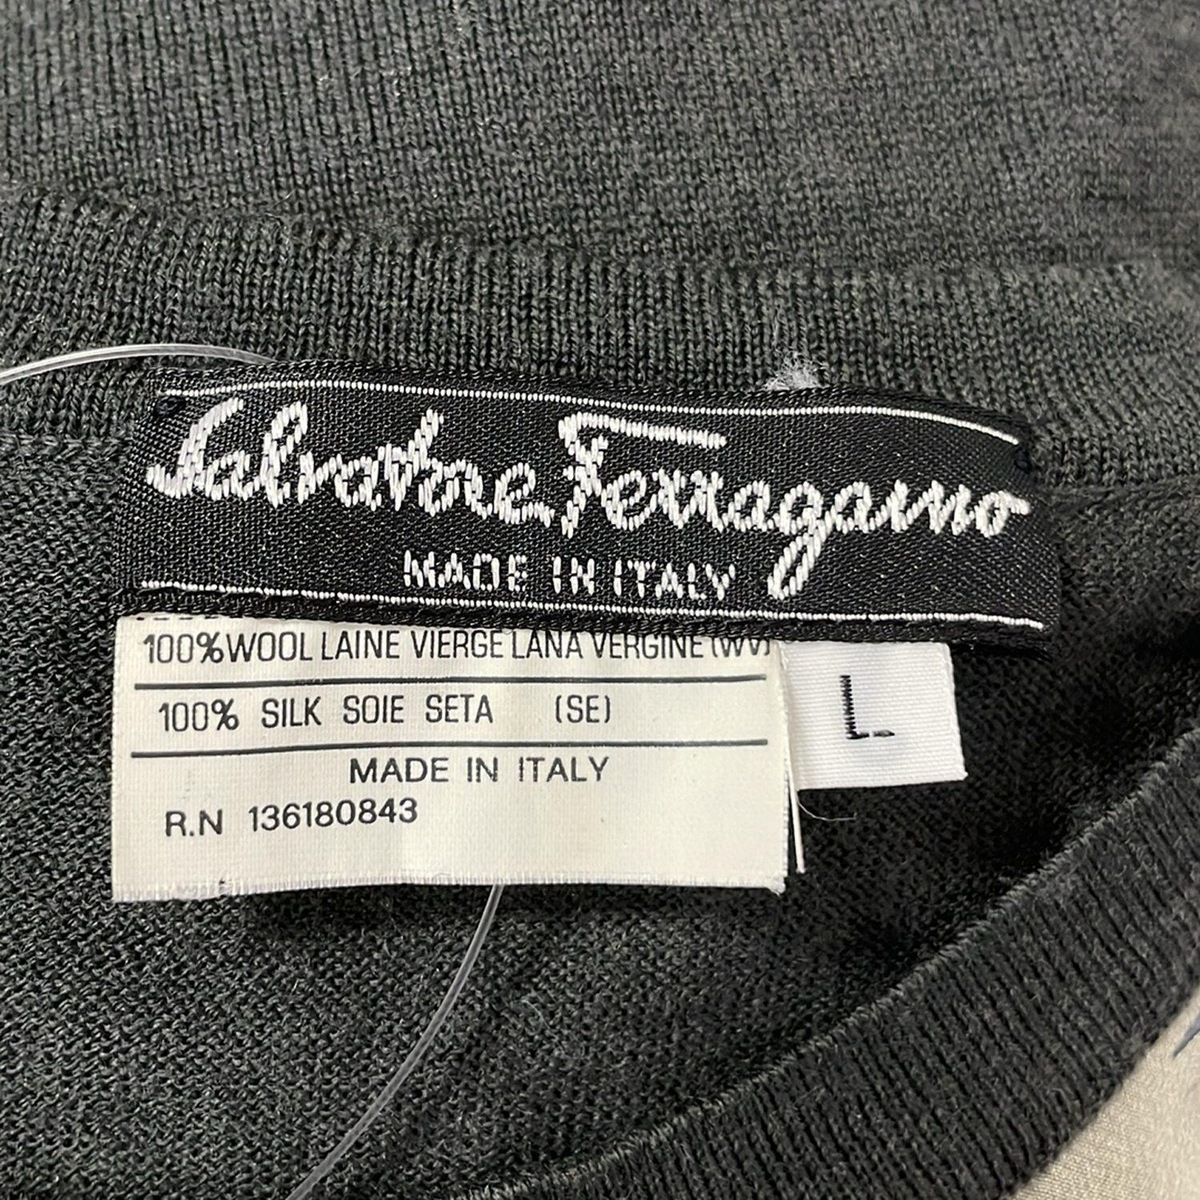 Salvatore Ferragamo
MADE IN ITALY
100%WOOL LAINE VIERGE LANA VERGINE (WV)
100% SILK SOIE SETA (SE)
MADE IN ITALY
R.N 136180843
L